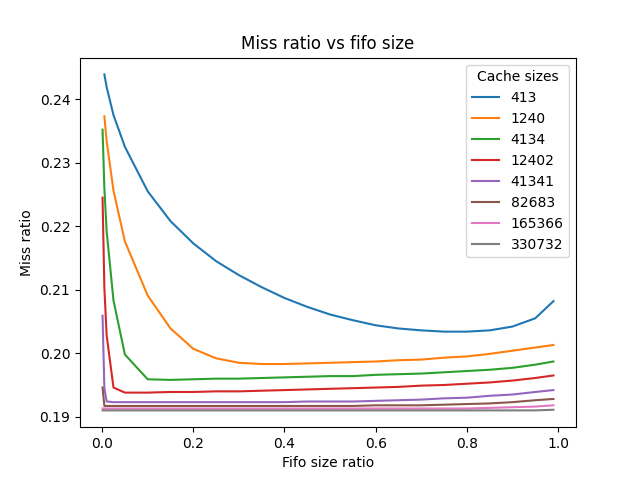 Miss ratio vs fifo size
Cache sizes
413
1240
4134
12402
41341
82683
165366
330732
0.24
0.23
0.22
0.21
0.20
0.19
Miss ratio
0.0 0.2 0.4 0.6 0.8 1.0
Fifo size ratio